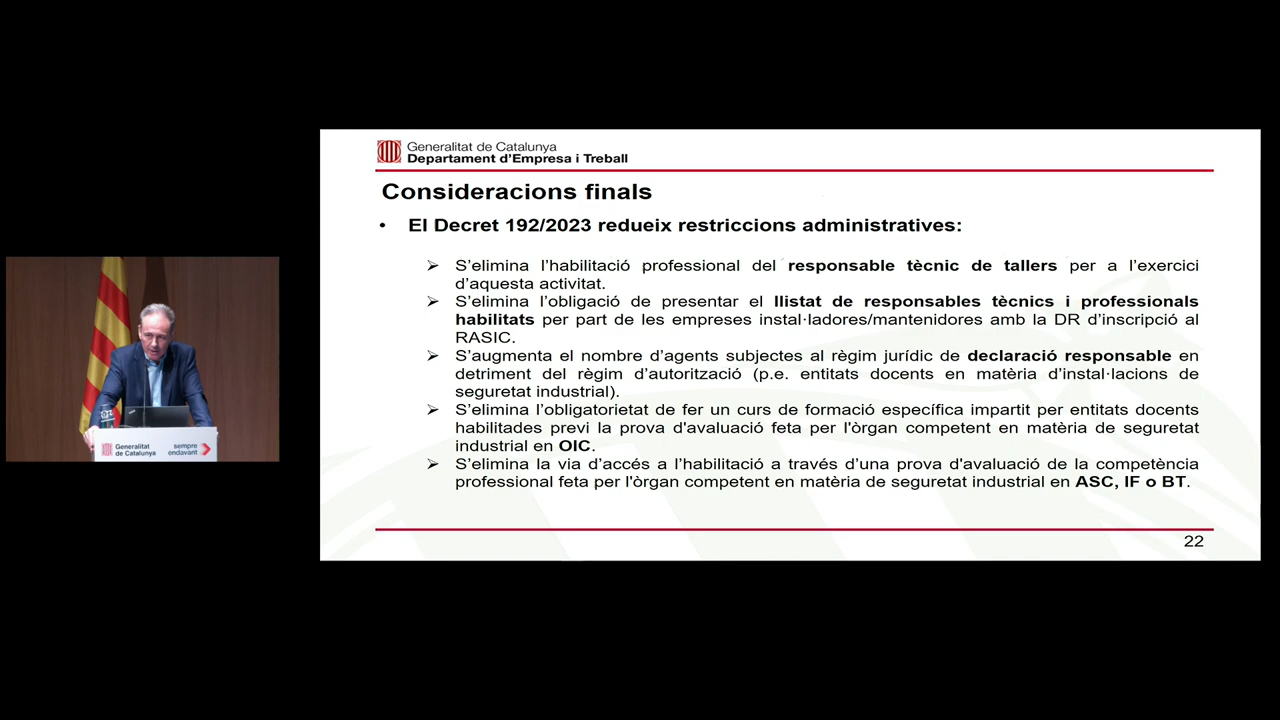 Generalitat de Catalunya
Departament d'Empresa i Treball
Consideracions finals
• El Decret 192/2023 redueix restriccions administratives:
➢ S'elimina l'habilitació professional del responsable tècnic de tallers per a l'exercici
d'aquesta activitat.
➢ S'elimina l'obligació de presentar el llistat de responsables tècnics i professionals
habilitats per part de les empreses instal·ladores/mantenidores amb la DR d'inscripció al
RASIC.
➢ S'augmenta el nombre d'agents subjectes al règim jurídic de declaració responsable en
detriment del règim d'autorització (p.e. entitats docents en matèria d'instal·lacions de
seguretat industrial).
➢ S'elimina l'obligatorietat de fer un curs de formació específica impartit per entitats docents
habilitades previ la prova d'avaluació feta per l'òrgan competent en matèria de seguretat
industrial en OIC.
➢ S'elimina la via d'accés a l'habilitació a través d'una prova d'avaluació de la competència
professional feta per l'òrgan competent en matèria de seguretat industrial en ASC, IF o BT.
22
Generalitat
de Catalunya
sempre
endavant